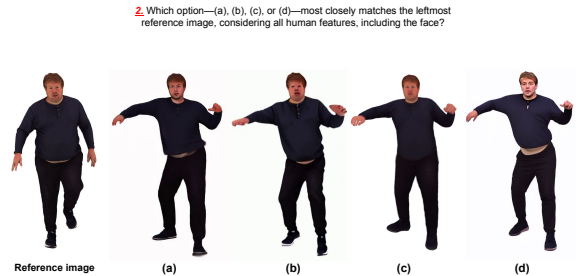 2. Which option—(a), (b), (c), or (d)—most closely matches the leftmost
reference image, considering all human features, including the face?
Reference image
(a)
(b)
(c)
(d)